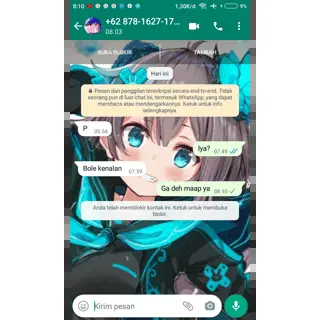 8:10
1,30K/d
+62 878-1627-17...
08.03
BUKA BLOKIR
TAMBAH
Hari ini
Pesan dan panggilan terenkripsi secara end-to-end. Tidak
seorang pun di luar chat ini, termasuk WhatsApp, yang dapat
membaca atau mendengarkannya. Ketuk untuk info
selengkapnya.
P
05.54
Iya?
07.49
Bole kenalan
07.59
Ga deh maap ya
08.10
Anda telah memblokir kontak ini. Ketuk untuk membuka
blokir.
Kirim pesan